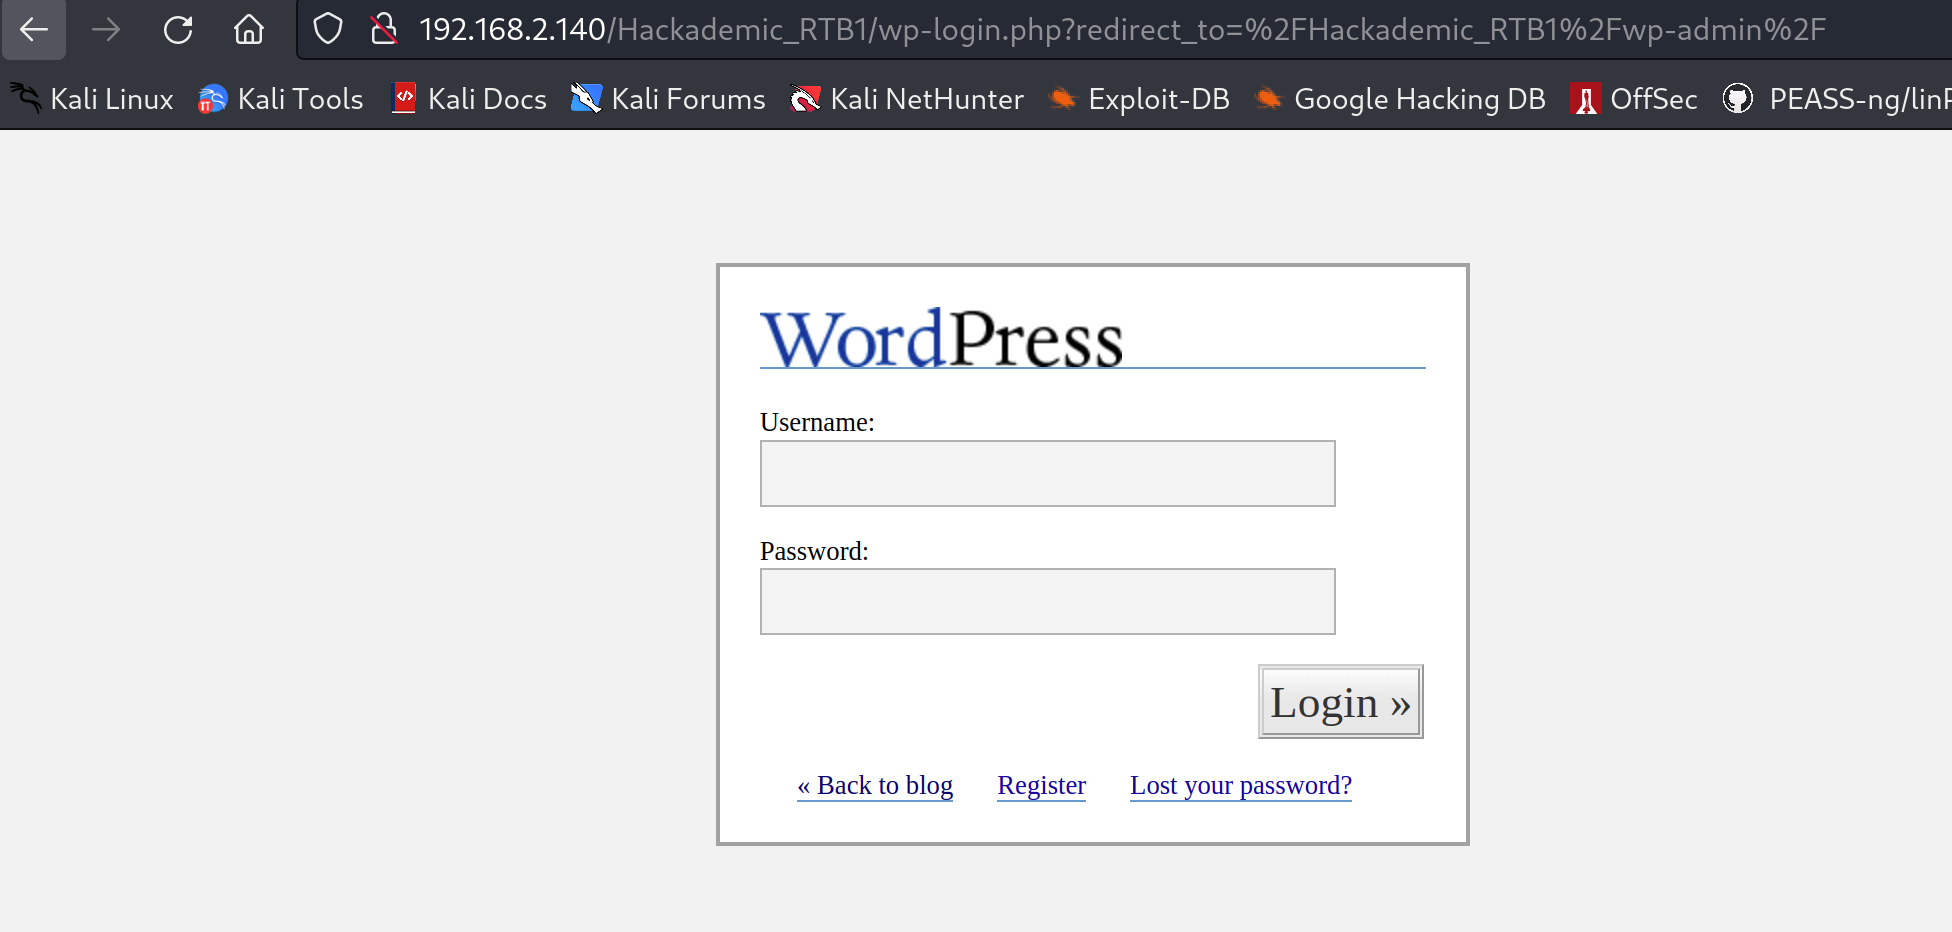 192.168.2.140/Hackademic_RTB1/wp-login.php?redirect_to=%2FHackademic_RTB1%2Fwp-admin%2F
Kali Linux Kali Tools Kali Docs Kali Forums Kali NetHunter Exploit-DB Google Hacking DB OffSec PEASS-ng/linP
WordPress
Username:
Password:
Login »
« Back to blog Register Lost your password?